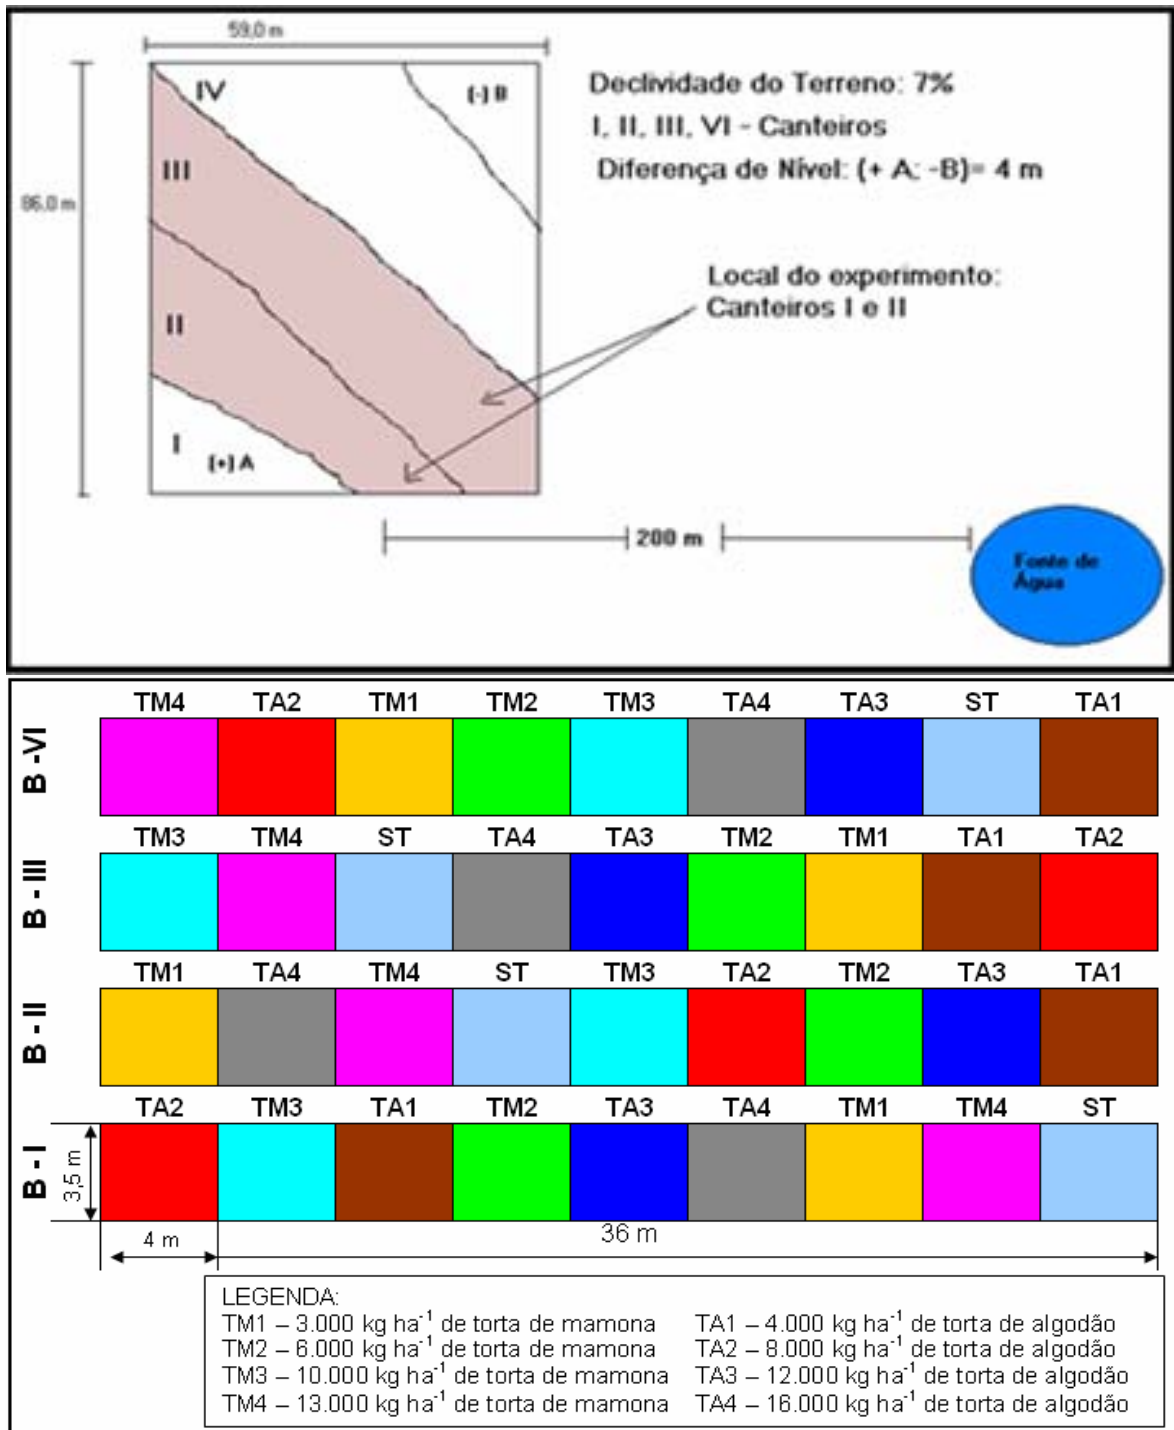 59,0 m
IV
(-) B
Declividade do Terreno: 7%
I, II, III, VI - Canteiros
Diferença de Nível: (+ A; -B)= 4 m
III
86,0 m
Local do experimento:
Canteiros I e II
II
I
(+) A
200 m
Fonte de
Água
TM4 TA2 TM1 TM2 TM3 TA4 TA3 ST TA1
B -VI
TM3 TM4 ST TA4 TA3 TM2 TM1 TA1 TA2
B - III
TM1 TA4 TM4 ST TM3 TA2 TM2 TA3 TA1
B - II
TA2 TM3 TA1 TM2 TA3 TA4 TM1 TM4 ST
B - I
3,5 m
4 m
36 m
LEGENDA:
TM1 – 3.000 kg ha⁻¹ de torta de mamona TA1 – 4.000 kg ha⁻¹ de torta de algodão
TM2 – 6.000 kg ha⁻¹ de torta de mamona TA2 – 8.000 kg ha⁻¹ de torta de algodão
TM3 – 10.000 kg ha⁻¹ de torta de mamona TA3 – 12.000 kg ha⁻¹ de torta de algodão
TM4 – 13.000 kg ha⁻¹ de torta de mamona TA4 – 16.000 kg ha⁻¹ de torta de algodão